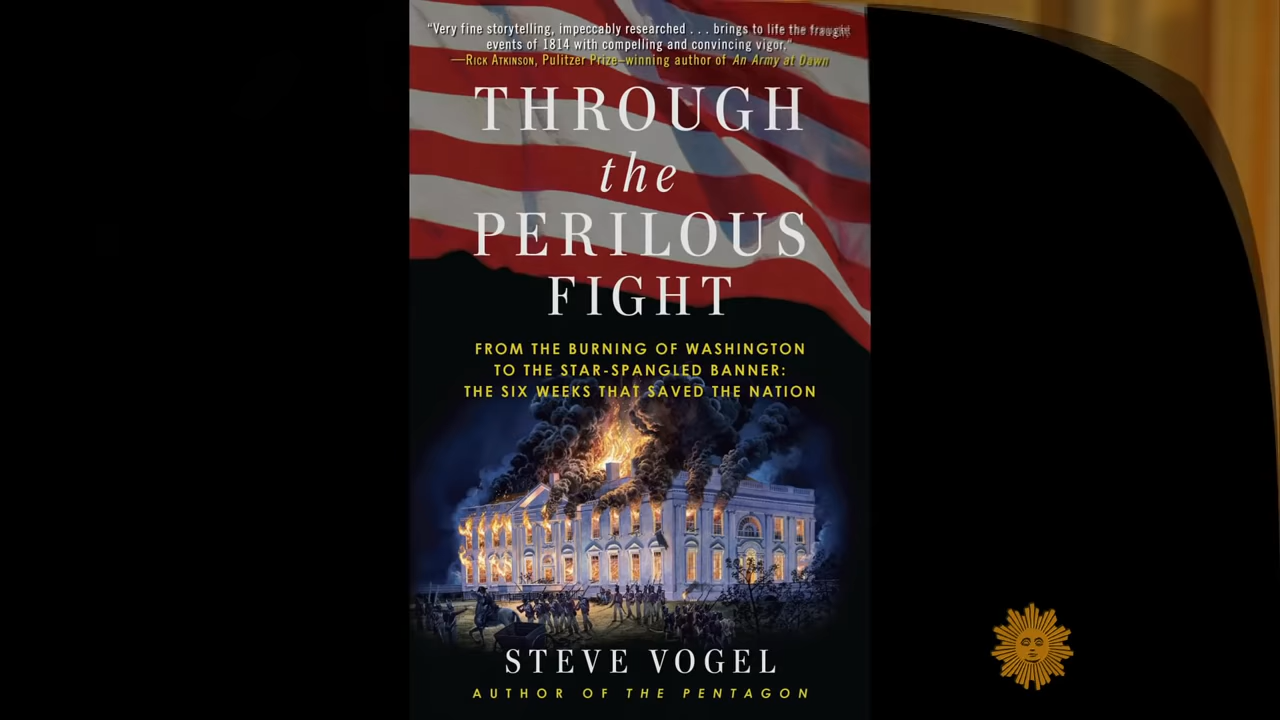 “Very fine storytelling, impeccably researched . . . brings to life the fraught
events of 1814 with compelling and convincing vigor.”
—Rick Atkinson, Pulitzer Prize–winning author of An Army at Dawn
THROUGH
the
PERILOUS
FIGHT
FROM THE BURNING OF WASHINGTON
TO THE STAR-SPANGLED BANNER:
THE SIX WEEKS THAT SAVED THE NATION
STEVE VOGEL
AUTHOR OF THE PENTAGON